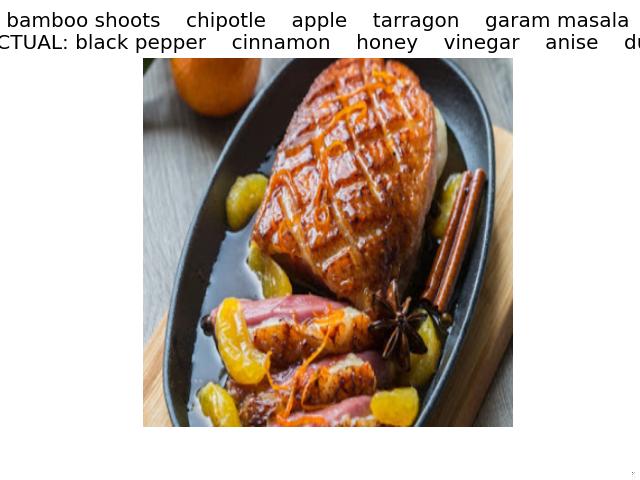 bamboo shoots chipotle apple tarragon garam masala
CTUAL: black pepper cinnamon honey vinegar anise du